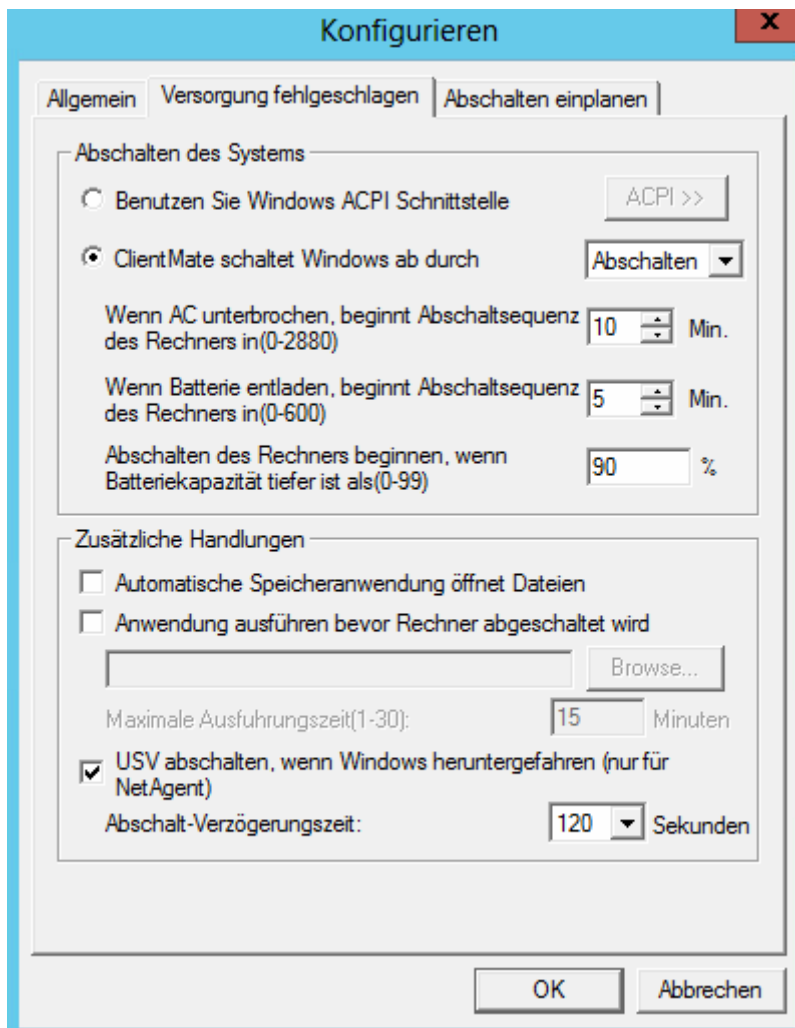 Konfigurieren
x
Allgemein Versorgung fehlgeschlagen Abschalten einplanen
Abschalten des Systems
Benutzen Sie Windows ACPI Schnittstelle ACPI >>
ClientMate schaltet Windows ab durch Abschalten
Wenn AC unterbrochen, beginnt Abschaltsequenz
des Rechners in(0-2880) 10 Min.
Wenn Batterie entladen, beginnt Abschaltsequenz
des Rechners in(0-600) 5 Min.
Abschalten des Rechners beginnen, wenn
Batteriekapazität tiefer ist als(0-99) 90 %
Zusätzliche Handlungen
Automatische Speicheranwendung öffnet Dateien
Anwendung ausführen bevor Rechner abgeschaltet wird
Browse...
Maximale Ausfuhrungszeit(1-30): 15 Minuten
USV abschalten, wenn Windows heruntergefahren (nur für
NetAgent)
Abschalt-Verzögerungszeit: 120 Sekunden
OK Abbrechen